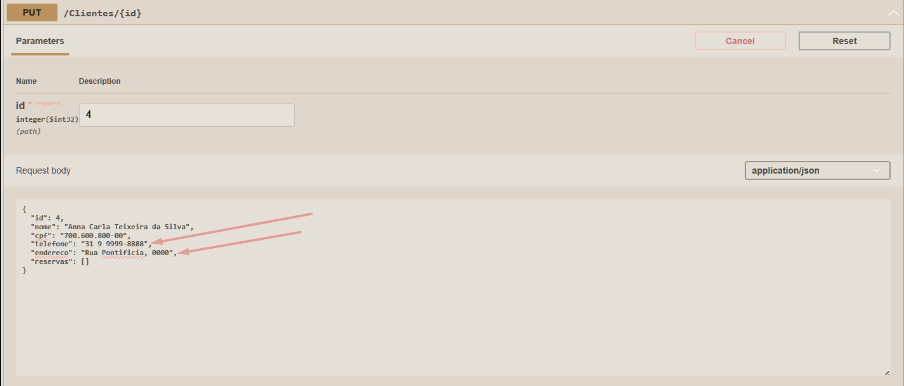 PUT /Clientes/{id}
Parameters
Cancel
Reset
Name Description
id * required
integer($int32)
(path)
4
Request body
application/json
{
"id": 4,
"nome": "Anna Carla Teixeira da Silva",
"cpf": "700.600.800-00",
"telefone": "31 9 9999-8888",
"endereco": "Rua Pontificia, 0000",
"reservas": []
}